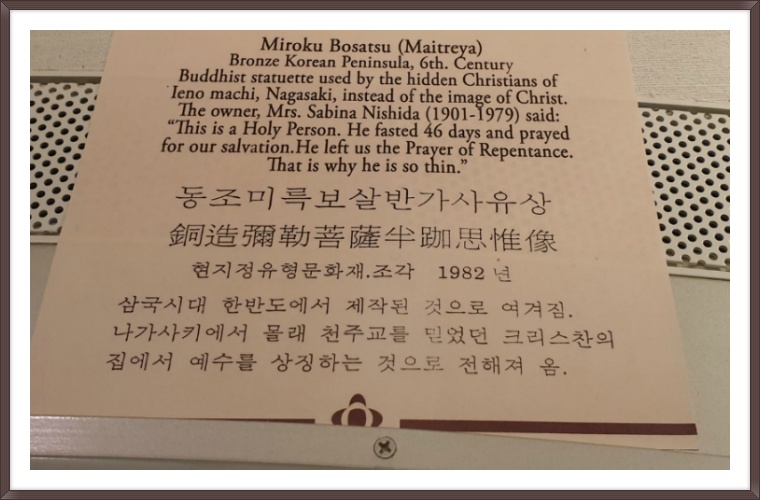 Miroku Bosatsu (Maitreya)
Bronze Korean Peninsula, 6th. Century
Buddhist statuette used by the hidden Christians of
Ieno machi, Nagasaki, instead of the image of Christ.
The owner, Mrs. Sabina Nishida (1901-1979) said:
“This is a Holy Person. He fasted 46 days and prayed
for our salvation.He left us the Prayer of Repentance.
That is why he is so thin.”
동조미륵보살반가사유상
銅造彌勒菩薩半跏思惟像
현지정유형문화재.조각 1982 년
삼국시대 한반도에서 제작된 것으로 여겨짐.
나가사키에서 몰래 천주교를 믿었던 크리스찬의
집에서 예수를 상징하는 것으로 전해져 옴.